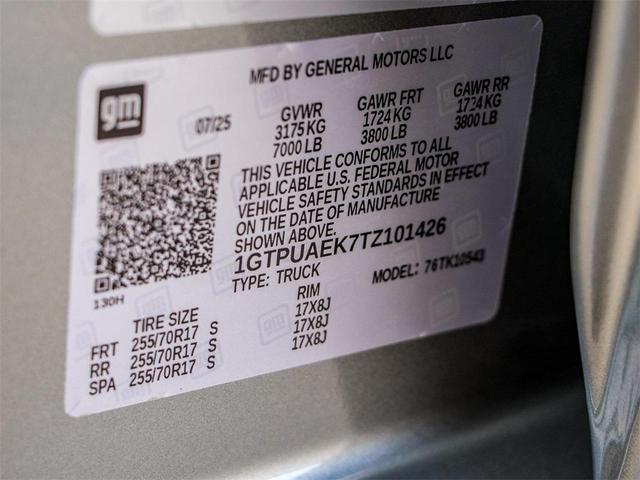 MFD BY GENERAL MOTORS LLC
gm
07/25
GVWR GAWR FRT GAWR RR
3175 KG 1724 KG 1724 KG
7000 LB 3800 LB 3800 LB
THIS VEHICLE CONFORMS TO ALL
APPLICABLE U.S. FEDERAL MOTOR
VEHICLE SAFETY STANDARDS IN EFFECT
ON THE DATE OF MANUFACTURE
SHOWN ABOVE.
1GTPUAEK7TZ101426
TYPE: TRUCK MODEL: 76TK10543
130H
TIRE SIZE RIM
FRT 255/70R17 S 17X8J
RR 255/70R17 S 17X8J
SPA 255/70R17 S 17X8J